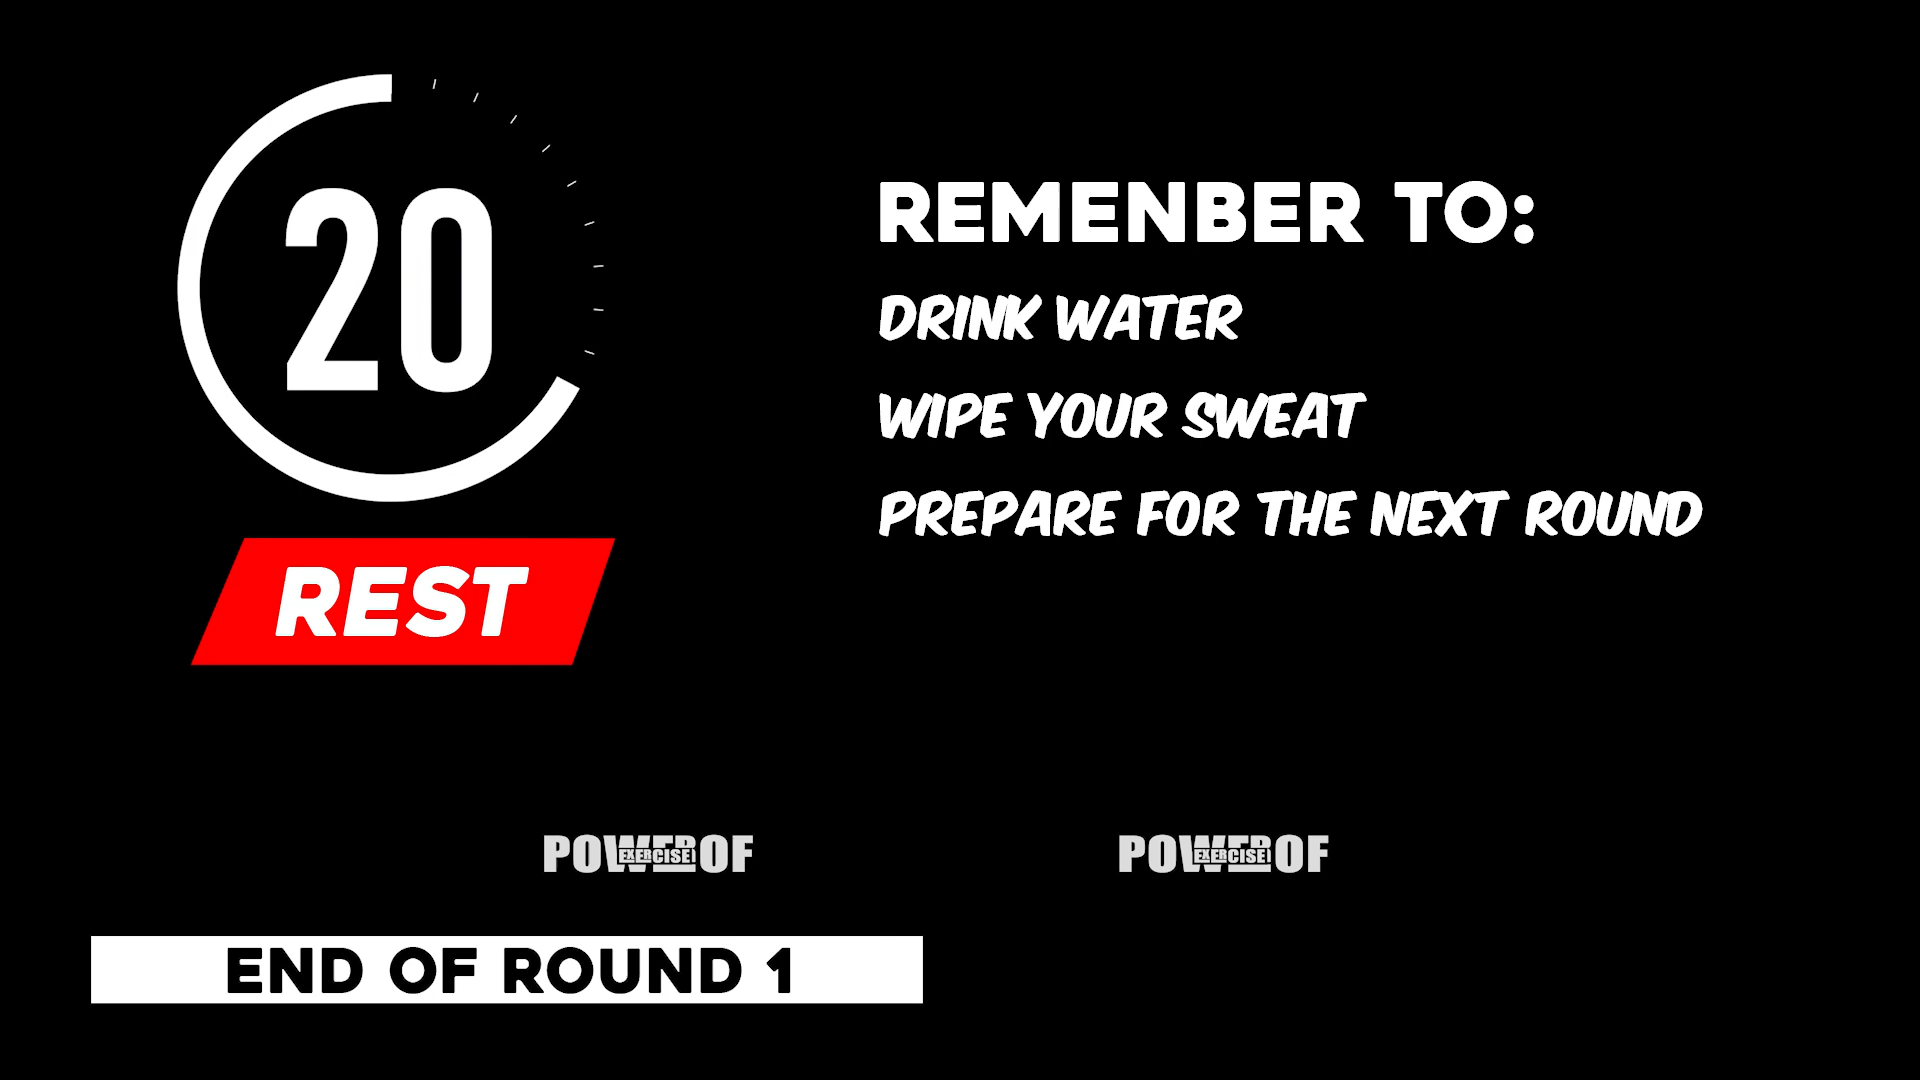 20
REST
REMENBER TO:
DRINK WATER
WIPE YOUR SWEAT
PREPARE FOR THE NEXT ROUND
POWER OF
EXERCISE
POWER OF
EXERCISE
END OF ROUND 1